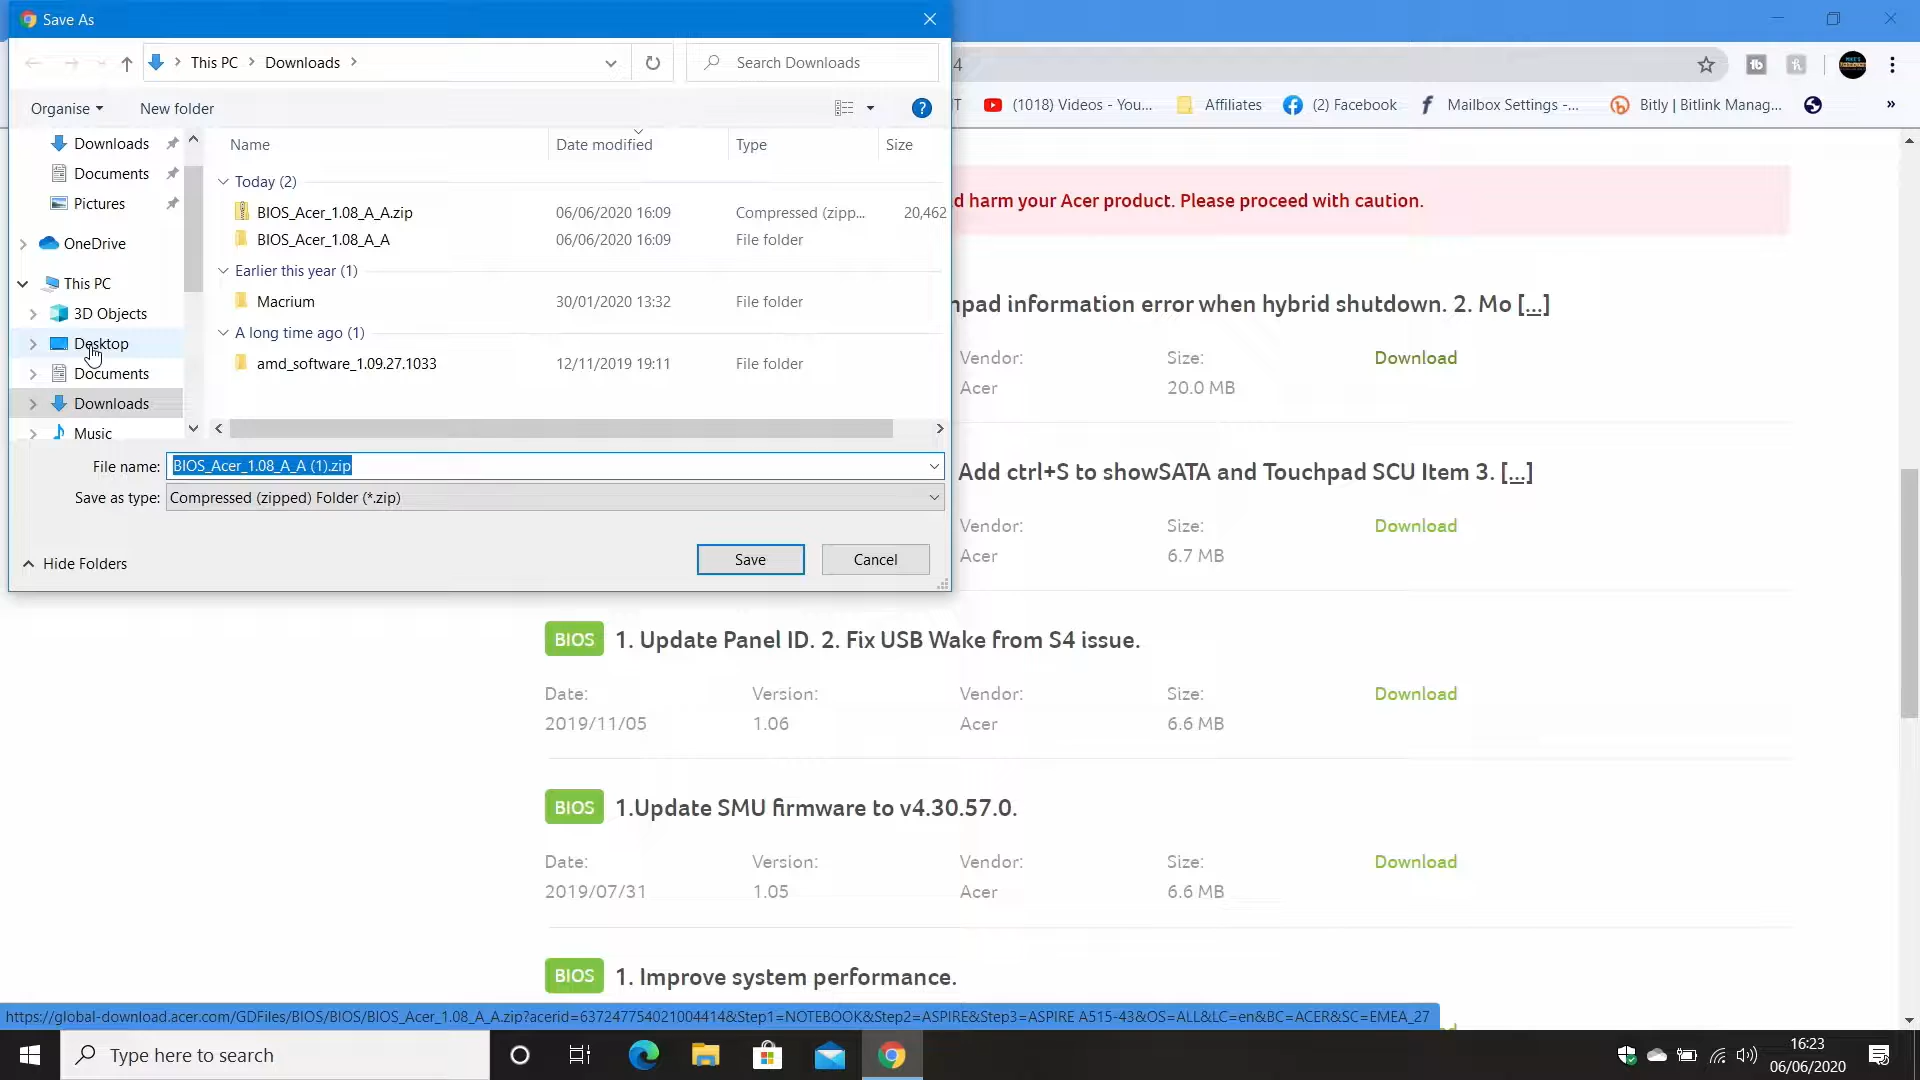 Save As
This PC
Downloads
Search Downloads
4
Organise
New folder
T
(1018) Videos - You...
Affiliates
(2) Facebook
Mailbox Settings -...
Bitly | Bitlink Manag...
»
Downloads
Documents
Pictures
OneDrive
This PC
3D Objects
Desktop
Documents
Downloads
Music
Name
Date modified
Type
Size
Today (2)
BIOS_Acer_1.08_A_A.zip
06/06/2020 16:09
Compressed (zipp...
20,462
BIOS_Acer_1.08_A_A
06/06/2020 16:09
File folder
Earlier this year (1)
Macrium
30/01/2020 13:32
File folder
A long time ago (1)
amd_software_1.09.27.1033
12/11/2019 19:11
File folder
File name:
BIOS_Acer_1.08_A_A (1).zip
Save as type:
Compressed (zipped) Folder (*.zip)
Hide Folders
Save
Cancel
d harm your Acer product. Please proceed with caution.
hpad information error when hybrid shutdown. 2. Mo [...]
Vendor:
Size:
Download
Acer
20.0 MB
Add ctrl+S to showSATA and Touchpad SCU Item 3. [...]
Vendor:
Size:
Download
Acer
6.7 MB
BIOS
1. Update Panel ID. 2. Fix USB Wake from S4 issue.
Date:
Version:
Vendor:
Size:
Download
2019/11/05
1.06
Acer
6.6 MB
BIOS
1.Update SMU firmware to v4.30.57.0.
Date:
Version:
Vendor:
Size:
Download
2019/07/31
1.05
Acer
6.6 MB
BIOS
1. Improve system performance.
https://global-download.acer.com/GDFiles/BIOS/BIOS/BIOS_Acer_1.08_A_A.zip?acerid=637247754021004414&Step1=NOTEBOOK&Step2=ASPIRE&Step3=ASPIRE A515-43&OS=ALL&LC=en&BC=ACER&SC=EMEA_27
Type here to search
16:23
06/06/2020